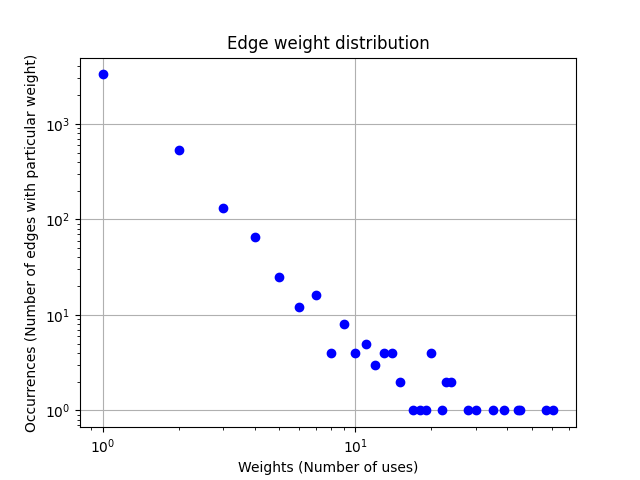 Edge weight distribution
Occurrences (Number of edges with particular weight)
10³
10²
10¹
10⁰
10⁰ 10¹
Weights (Number of uses)